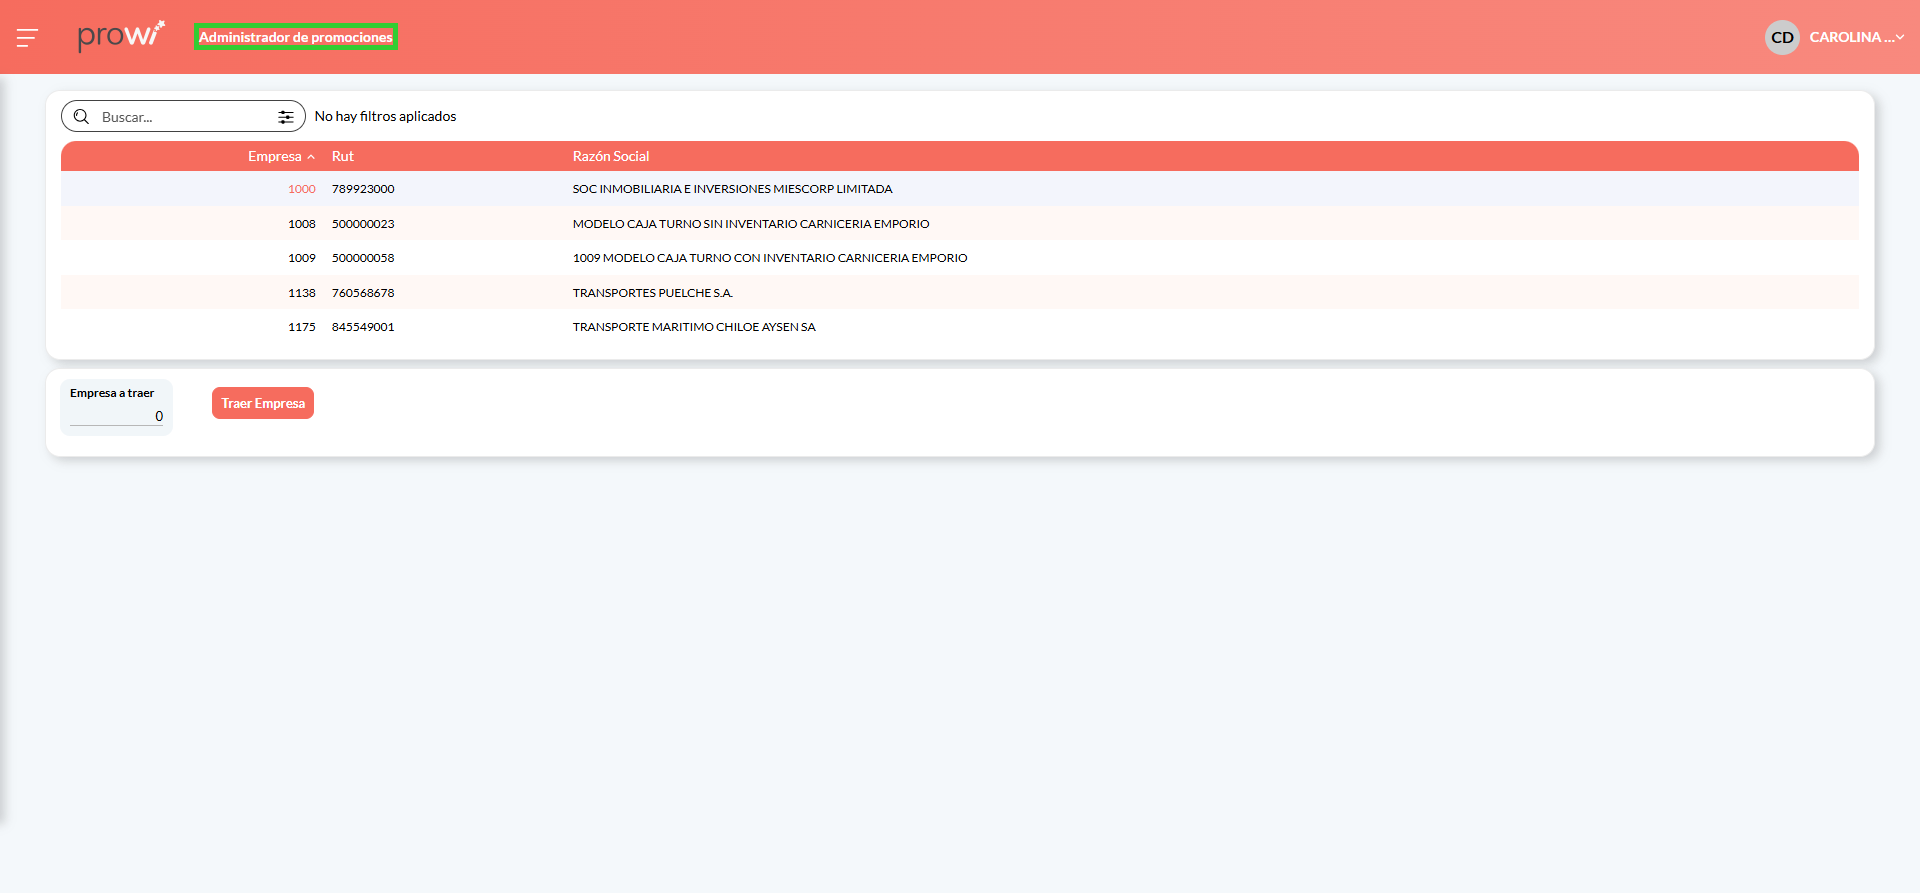 prowi
Administrador de promociones
CD CAROLINA ...
Buscar...
No hay filtros aplicados
Empresa Rut Razón Social
1000 789923000 SOC INMOBILIARIA E INVERSIONES MIESCORP LIMITADA
1008 500000023 MODELO CAJA TURNO SIN INVENTARIO CARNICERIA EMPORIO
1009 500000058 1009 MODELO CAJA TURNO CON INVENTARIO CARNICERIA EMPORIO
1138 760568678 TRANSPORTES PUELCHE S.A.
1175 845549001 TRANSPORTE MARITIMO CHILOE AYSEN SA
Empresa a traer
0
Traer Empresa